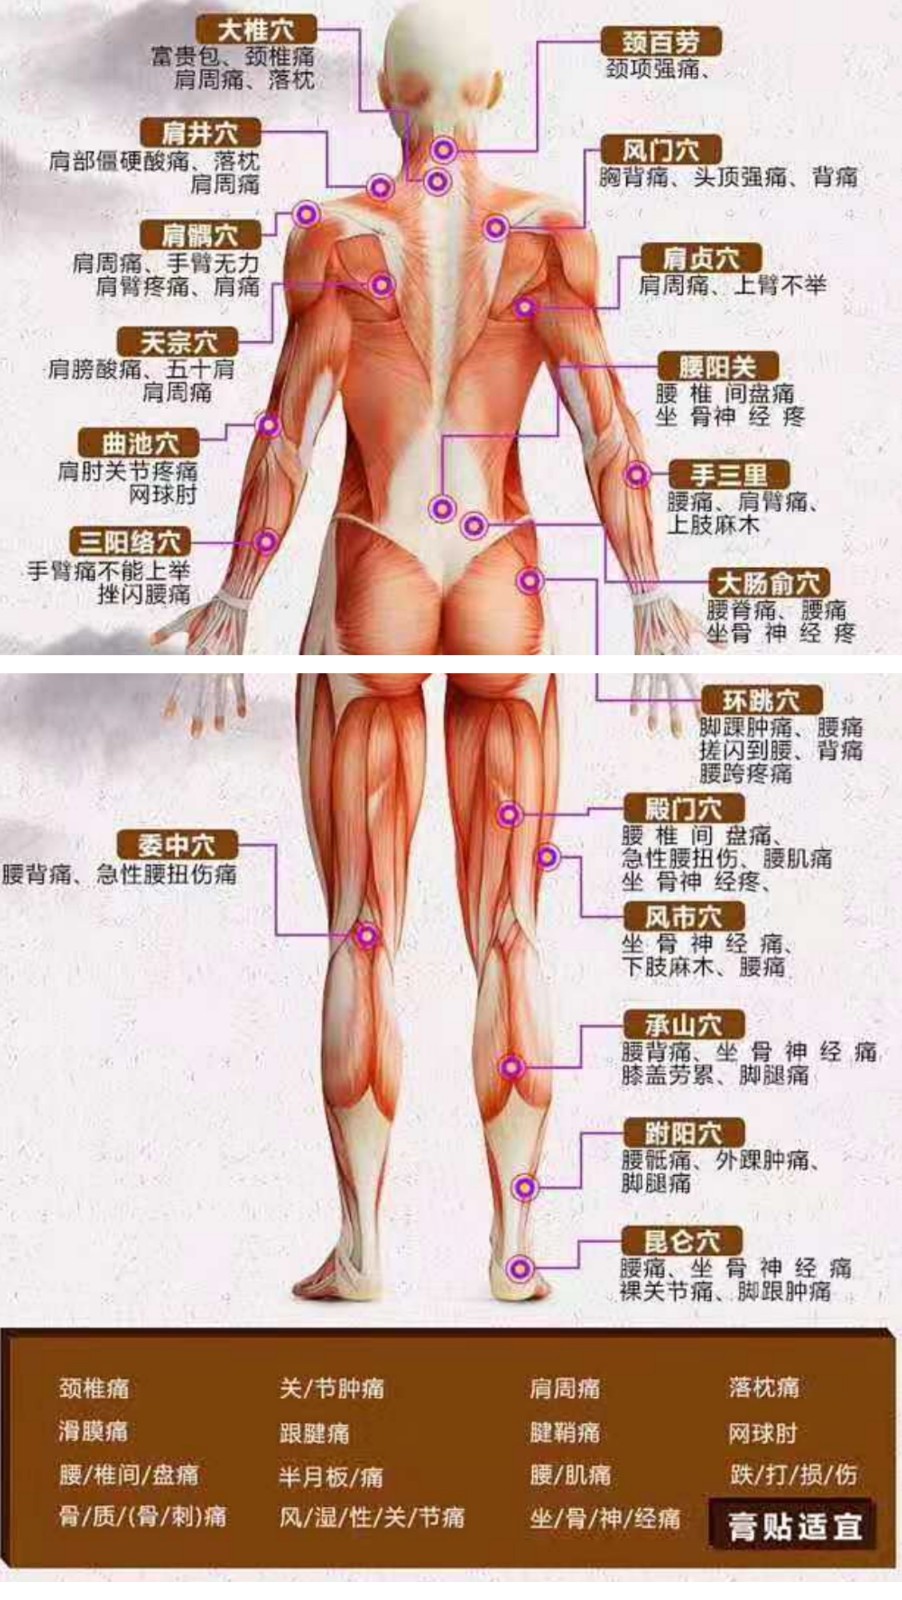 大椎穴
富贵包、颈椎痛
肩周痛、落枕
颈百劳
颈项强痛、
肩井穴
肩部僵硬酸痛、落枕
肩周痛
风门穴
胸背痛、头顶强痛、背痛
肩髃穴
肩周痛、手臂无力
肩臂疼痛、肩痛
肩贞穴
肩周痛、上臂不举
天宗穴
肩膀酸痛、五十肩
肩周痛
腰阳关
腰 椎 间盘痛
坐 骨神 经 疼
曲池穴
肩肘关节疼痛
网球肘
手三里
腰痛、肩臂痛、
上肢麻木
三阳络穴
手臂痛不能上举
挫闪腰痛
大肠俞穴
腰脊痛、腰痛
坐骨 神 经 疼
环跳穴
脚踝肿痛、腰痛
搓闪到腰、背痛
腰跨疼痛
殷门穴
腰 椎 间 盘痛、
急性腰扭伤、腰肌痛
坐 骨神 经疼、
委中穴
腰背痛、急性腰扭伤痛
风市穴
坐 骨 神 经 痛、
下肢麻木、腰痛
承山穴
腰背痛、坐 骨 神 经 痛
膝盖劳累、脚腿痛
跗阳穴
腰骶痛、外踝肿痛、
脚腿痛
昆仑穴
腰痛、坐 骨 神 经 痛
裸关节痛、脚跟肿痛
颈椎痛 关/节肿痛 肩周痛 落枕痛
滑膜痛 跟腱痛 腱鞘痛 网球肘
腰/椎间/盘痛 半月板/痛 腰/肌痛 跌/打/损/伤
骨/质/(骨/刺)痛 风/湿/性/关/节痛 坐/骨/神/经痛
膏贴适宜